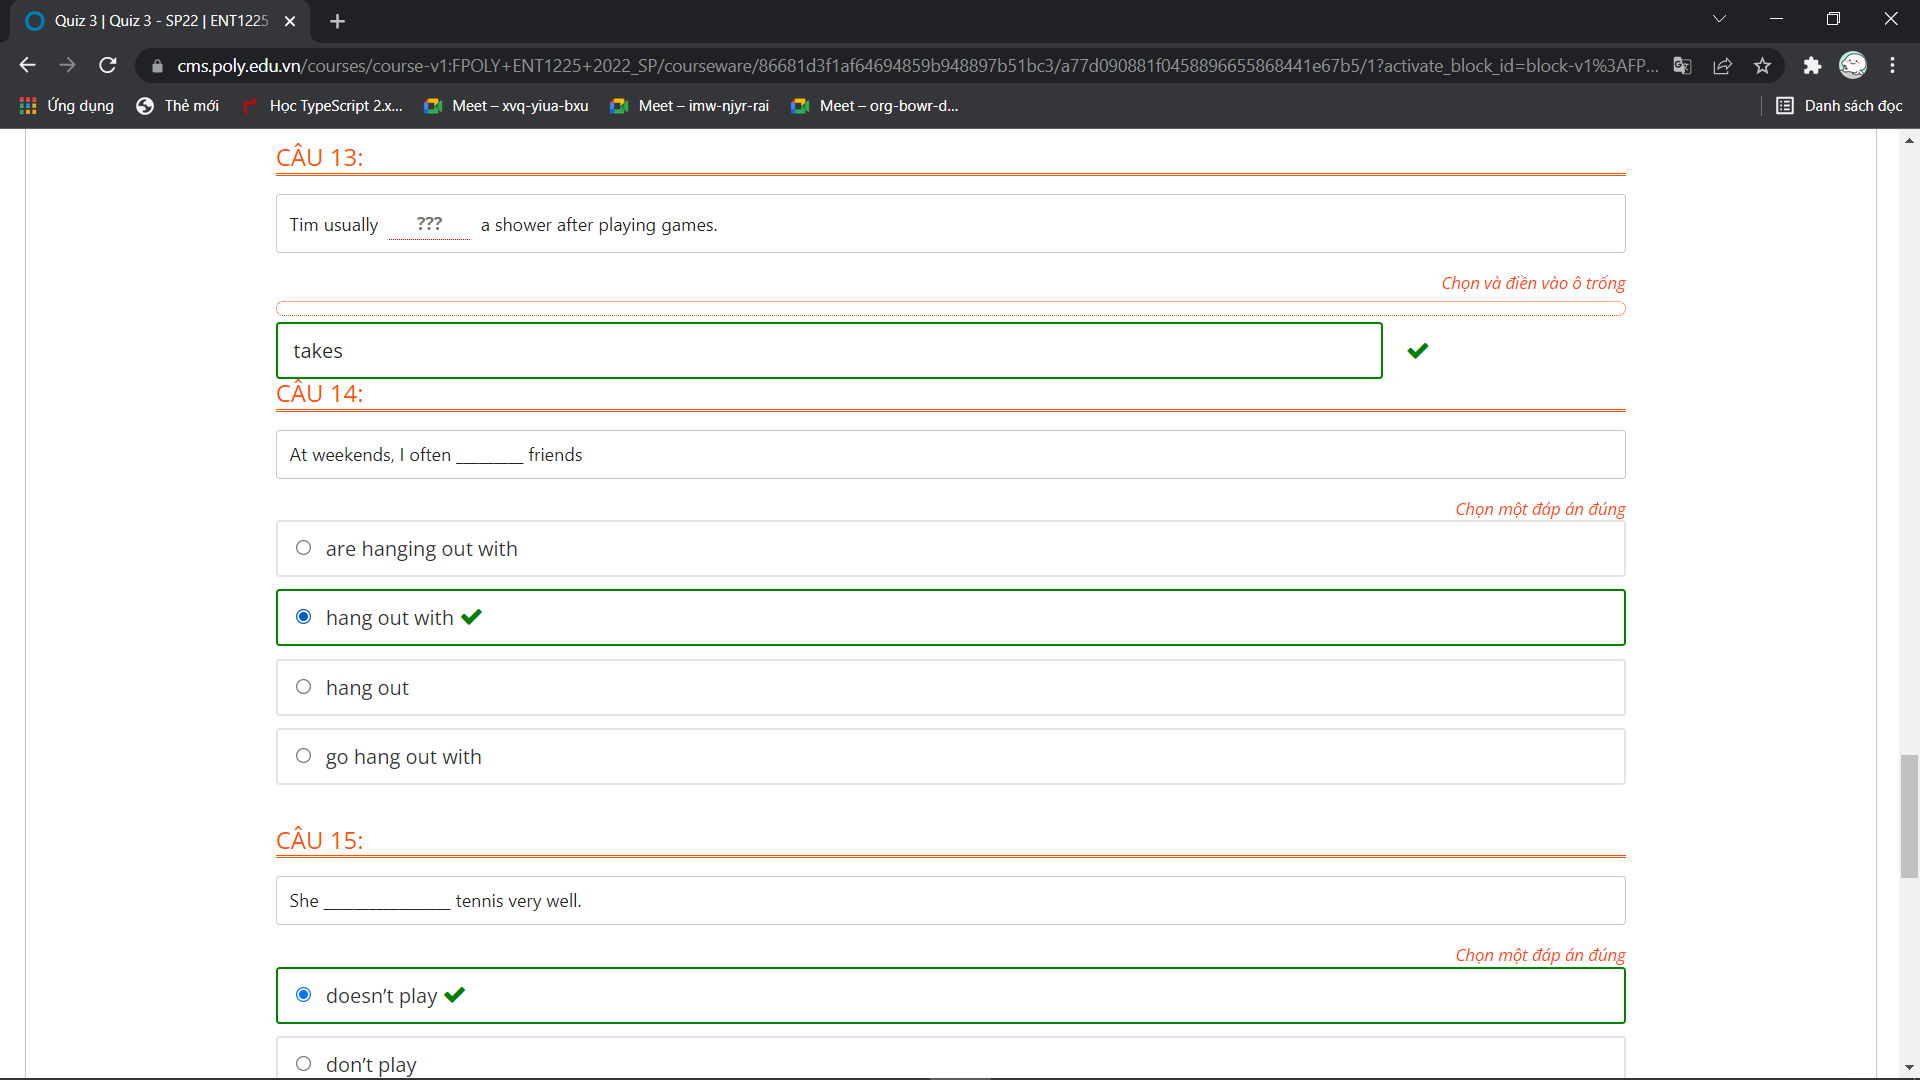 Quiz 3 | Quiz 3 - SP22 | ENT1225
cms.poly.edu.vn/courses/course-v1:FPOLY+ENT1225+2022_SP/courseware/86681d3f1af64694859b948897b51bc3/a77d090881f0458896655868441e67b5/1?activate_block_id=block-v1%3AFP...
Ứng dụng
Thẻ mới
Học TypeScript 2.x...
Meet – xvq-yiua-bxu
Meet – imw-njyr-rai
Meet – org-bowr-d...
Danh sách đọc
CÂU 13:
Tim usually ??? a shower after playing games.
Chọn và điền vào ô trống
takes
CÂU 14:
At weekends, I often _________ friends
Chọn một đáp án đúng
are hanging out with
hang out with
hang out
go hang out with
CÂU 15:
She _________________ tennis very well.
Chọn một đáp án đúng
doesn’t play
don’t play